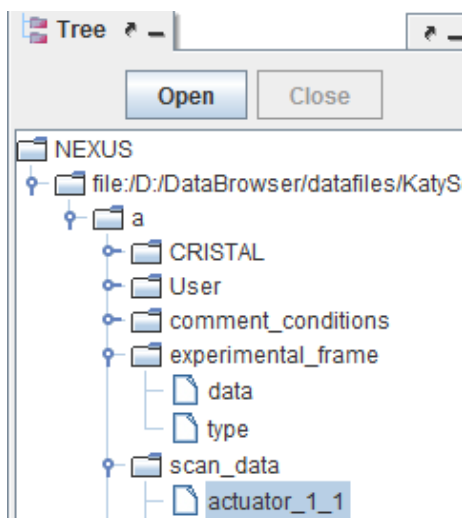 Tree
Open Close
NEXUS
file:/D:/DataBrowser/datafiles/KatyS
a
CRISTAL
User
comment_conditions
experimental_frame
data
type
scan_data
actuator_1_1